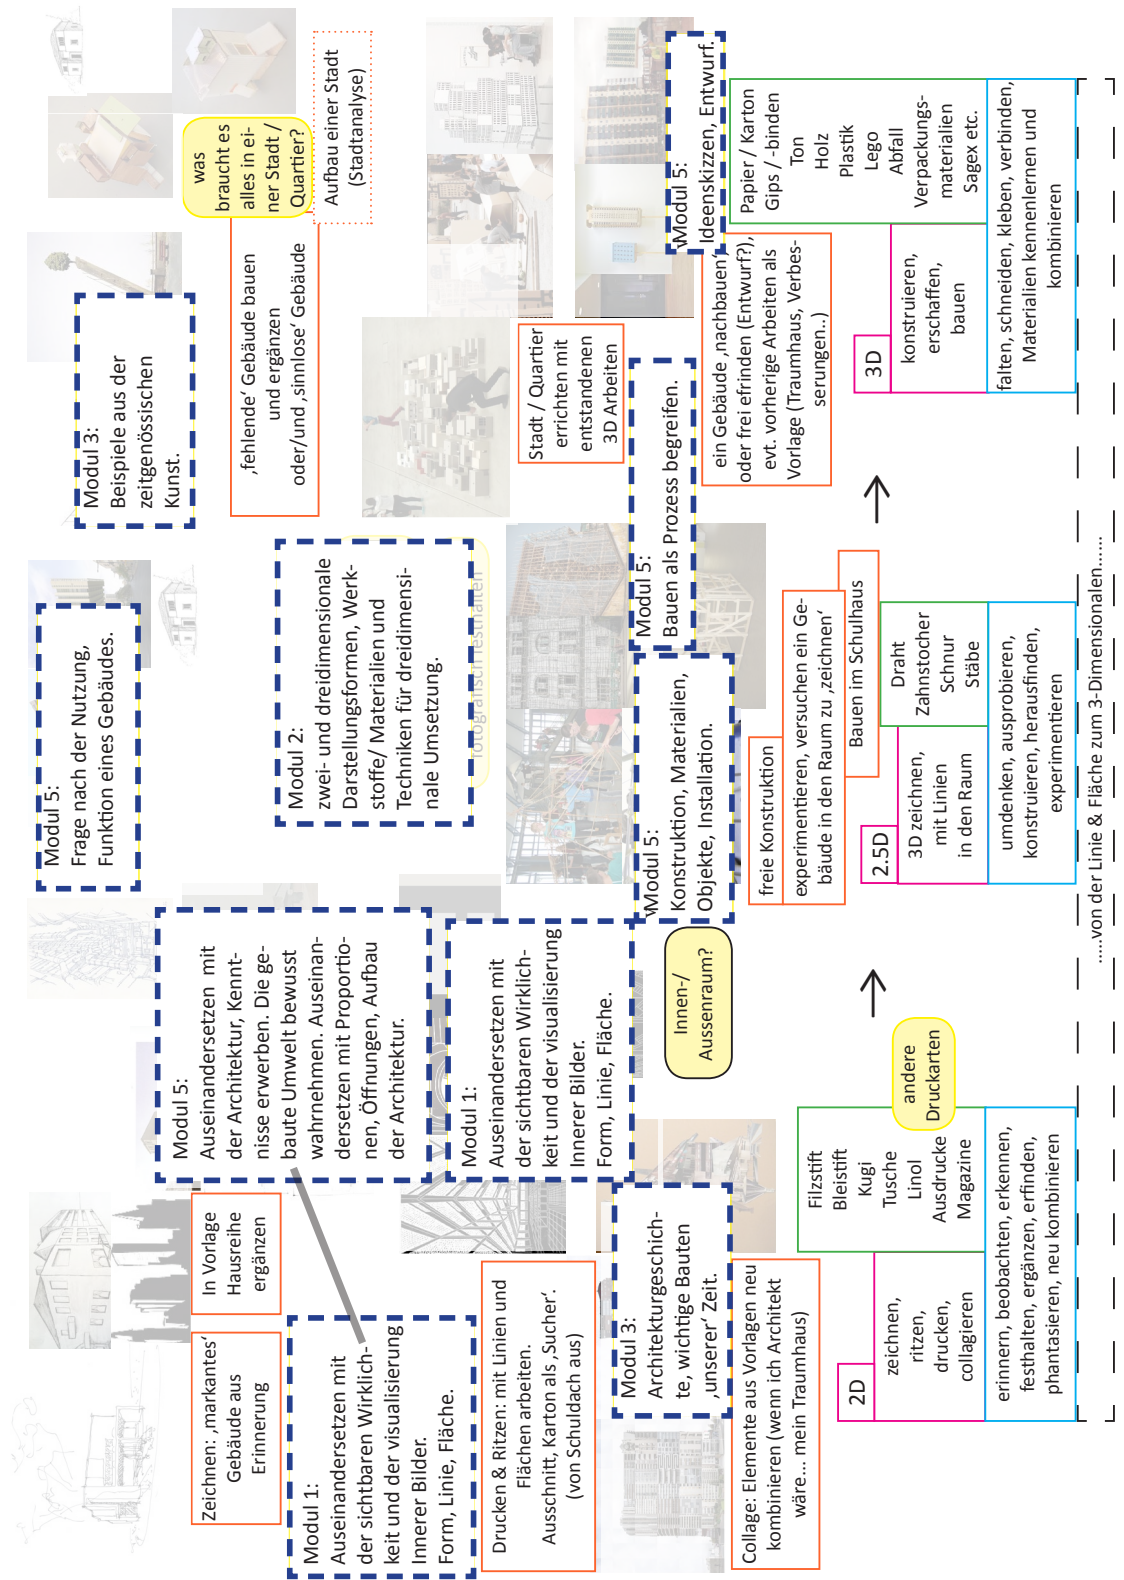 Zeichnen: ‚markantes‘
Gebäude aus
Erinnerung
In Vorlage
Hausreihe
ergänzen
Modul 5:
Auseinandersetzen mit
der Architektur, Kennt-
nisse erwerben. Die ge-
baute Umwelt bewusst
wahrnehmen. Auseinan-
dersetzen mit Proportio-
nen, Öffnungen, Aufbau
der Architektur.
Modul 5:
Frage nach der Nutzung,
Funktion eines Gebäudes.
Modul 3:
Beispiele aus der
zeitgenössischen
Kunst.
was
braucht es
alles in ei-
ner Stadt /
Quartier?
‚fehlende‘ Gebäude bauen
und ergänzen
oder/und ‚sinnlose‘ Gebäude
Aufbau einer Stadt
(Stadtanalyse)
Modul 1:
Auseinandersetzen mit
der sichtbaren Wirklich-
keit und der visualisierung
Innerer Bilder.
Form, Linie, Fläche.
Modul 1:
Auseinandersetzen mit
der sichtbaren Wirklich-
keit und der visualisierung
Innerer Bilder.
Form, Linie, Fläche.
Modul 2:
zwei- und dreidimensionale
Darstellungsformen, Werk-
stoffe/ Materialien und
Techniken für dreidimensi-
nale Umsetzung.
fotografisch festhalten
Drucken & Ritzen: mit Linien und
Flächen arbeiten.
Ausschnitt, Karton als ‚Sucher‘.
(von Schuldach aus)
Stadt / Quartier
errichten mit
entstandenen
3D Arbeiten
Modul 3:
Architekturgeschich-
te, wichtige Bauten
‚unserer‘ Zeit.
Innen-/
Aussenraum?
Modul 5:
Konstruktion, Materialien,
Objekte, Installation.
Modul 5:
Bauen als Prozess begreifen.
Modul 5:
Ideenskizzen, Entwurf.
Collage: Elemente aus Vorlagen neu
kombinieren (wenn ich Architekt
wäre... mein Traumhaus)
freie Konstruktion
experimentieren, versuchen ein Ge-
bäude in den Raum zu ‚zeichnen‘
Bauen im Schulhaus
ein Gebäude ‚nachbauen‘,
oder frei efrinden (Entwurf?),
evt. vorherige Arbeiten als
Vorlage (Traumhaus, Verbes-
serungen..)
2D
zeichnen,
ritzen,
drucken,
collagieren
Filzstift
Bleistift
Kugi
Tusche
Linol
Ausdrucke
Magazine
andere
Druckarten
erinnern, beobachten, erkennen,
festhalten, ergänzen, erfinden,
phantasieren, neu kombinieren
2.5D
3D zeichnen,
mit Linien
in den Raum
Draht
Zahnstocher
Schnur
Stäbe
umdenken, ausprobieren,
konstruieren, herausfinden,
experimentieren
3D
konstruieren,
erschaffen,
bauen
Papier / Karton
Gips / -binden
Ton
Holz
Plastik
Lego
Abfall
Verpackungs-
materialien
Sagex etc.
falten, schneiden, kleben, verbinden,
Materialien kennenlernen und
kombinieren
.....von der Linie & Fläche zum 3-Dimensionalen......